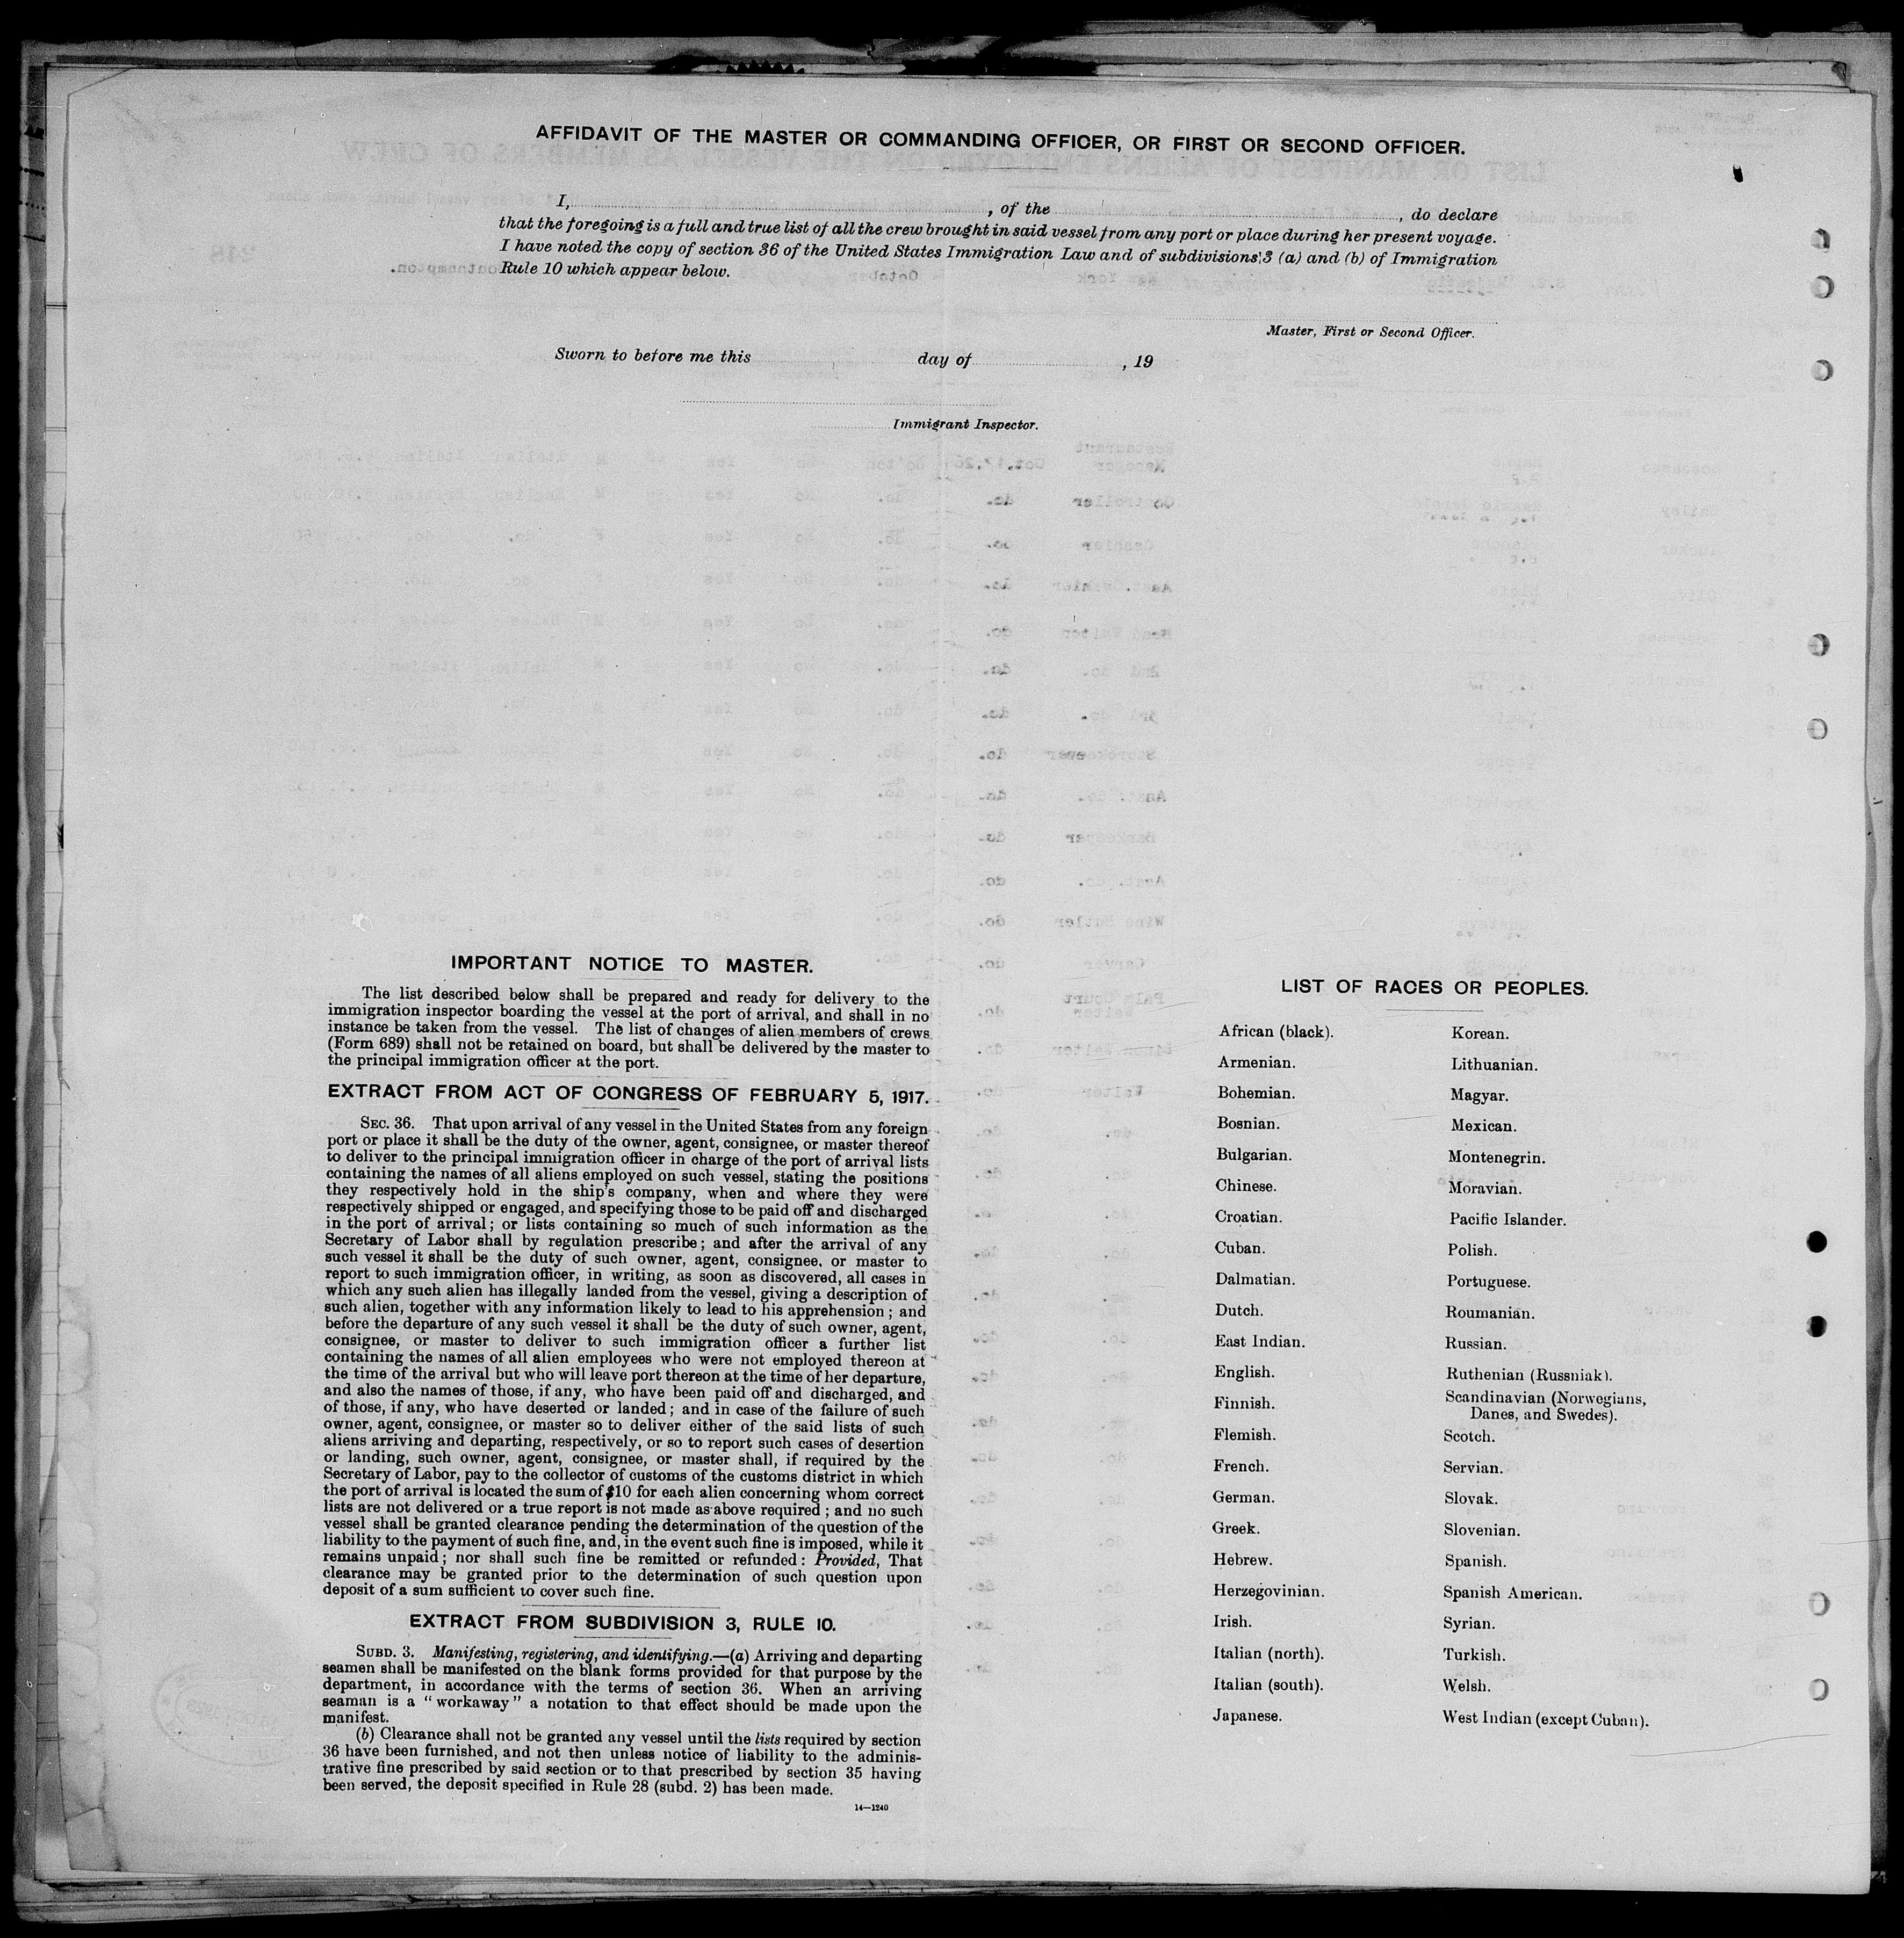 AFFIDAVIT OF THE MASTER OR COMMANDING OFFICER, OR FIRST OR SECOND OFFICER.
I, , of the , do declare
that the foregoing is a full and true list of all the crew brought in said vessel from any port or place during her present voyage.
I have noted the copy of section 36 of the United States Immigration Law and of subdivisions 3 (a) and (b) of Immigration
Rule 10 which appear below.
Master, First or Second Officer.
Sworn to before me this day of , 19
Immigrant Inspector.
IMPORTANT NOTICE TO MASTER.
The list described below shall be prepared and ready for delivery to the
immigration inspector boarding the vessel at the port of arrival, and shall in no
instance be taken from the vessel. The list of changes of alien members of crews
(Form 689) shall not be retained on board, but shall be delivered by the master to
the principal immigration officer at the port.
EXTRACT FROM ACT OF CONGRESS OF FEBRUARY 5, 1917.
SEC. 36. That upon arrival of any vessel in the United States from any foreign
port or place it shall be the duty of the owner, agent, consignee, or master thereof
to deliver to the principal immigration officer in charge of the port of arrival lists
containing the names of all aliens employed on such vessel, stating the positions
they respectively hold in the ship's company, when and where they were
respectively shipped or engaged, and specifying those to be paid off and discharged
in the port of arrival; or lists containing so much of such information as the
Secretary of Labor shall by regulation prescribe; and after the arrival of any
such vessel it shall be the duty of such owner, agent, consignee, or master to
report to such immigration officer, in writing, as soon as discovered, all cases in
which any such alien has illegally landed from the vessel, giving a description of
such alien, together with any information likely to lead to his apprehension; and
before the departure of any such vessel it shall be the duty of such owner, agent,
consignee, or master to deliver to such immigration officer a further list
containing the names of all alien employees who were not employed thereon at
the time of the arrival but who will leave port thereon at the time of her departure,
and also the names of those, if any, who have been paid off and discharged, and
of those, if any, who have deserted or landed; and in case of the failure of such
owner, agent, consignee, or master so to deliver either of the said lists of such
aliens arriving and departing, respectively, or so to report such cases of desertion
or landing, such owner, agent, consignee, or master shall, if required by the
Secretary of Labor, pay to the collector of customs of the customs district in which
the port of arrival is located the sum of $10 for each alien concerning whom correct
lists are not delivered or a true report is not made as above required; and no such
vessel shall be granted clearance pending the determination of the question of the
liability to the payment of such fine, and, in the event such fine is imposed, while it
remains unpaid; nor shall such fine be remitted or refunded: Provided, That
clearance may be granted prior to the determination of such question upon
deposit of a sum sufficient to cover such fine.
EXTRACT FROM SUBDIVISION 3, RULE 10.
SUBD. 3. Manifesting, registering, and identifying.—(a) Arriving and departing
seamen shall be manifested on the blank forms provided for that purpose by the
department, in accordance with the terms of section 36. When an arriving
seaman is a "workaway" a notation to that effect should be made upon the
manifest.
(b) Clearance shall not be granted any vessel until the lists required by section
36 have been furnished, and not then unless notice of liability to the adminis-
trative fine prescribed by said section or to that prescribed by section 35 having
been served, the deposit specified in Rule 28 (subd. 2) has been made.
14—1240
LIST OF RACES OR PEOPLES.
African (black).
Armenian.
Bohemian.
Bosnian.
Bulgarian.
Chinese.
Croatian.
Cuban.
Dalmatian.
Dutch.
East Indian.
English.
Finnish.
Flemish.
French.
German.
Greek.
Hebrew.
Herzegovinian.
Irish.
Italian (north).
Italian (south).
Japanese.
Korean.
Lithuanian.
Magyar.
Mexican.
Montenegrin.
Moravian.
Pacific Islander.
Polish.
Portuguese.
Roumanian.
Russian.
Ruthenian (Russniak).
Scandinavian (Norwegians,
Danes, and Swedes).
Scotch.
Servian.
Slovak.
Slovenian.
Spanish.
Spanish American.
Syrian.
Turkish.
Welsh.
West Indian (except Cuban).